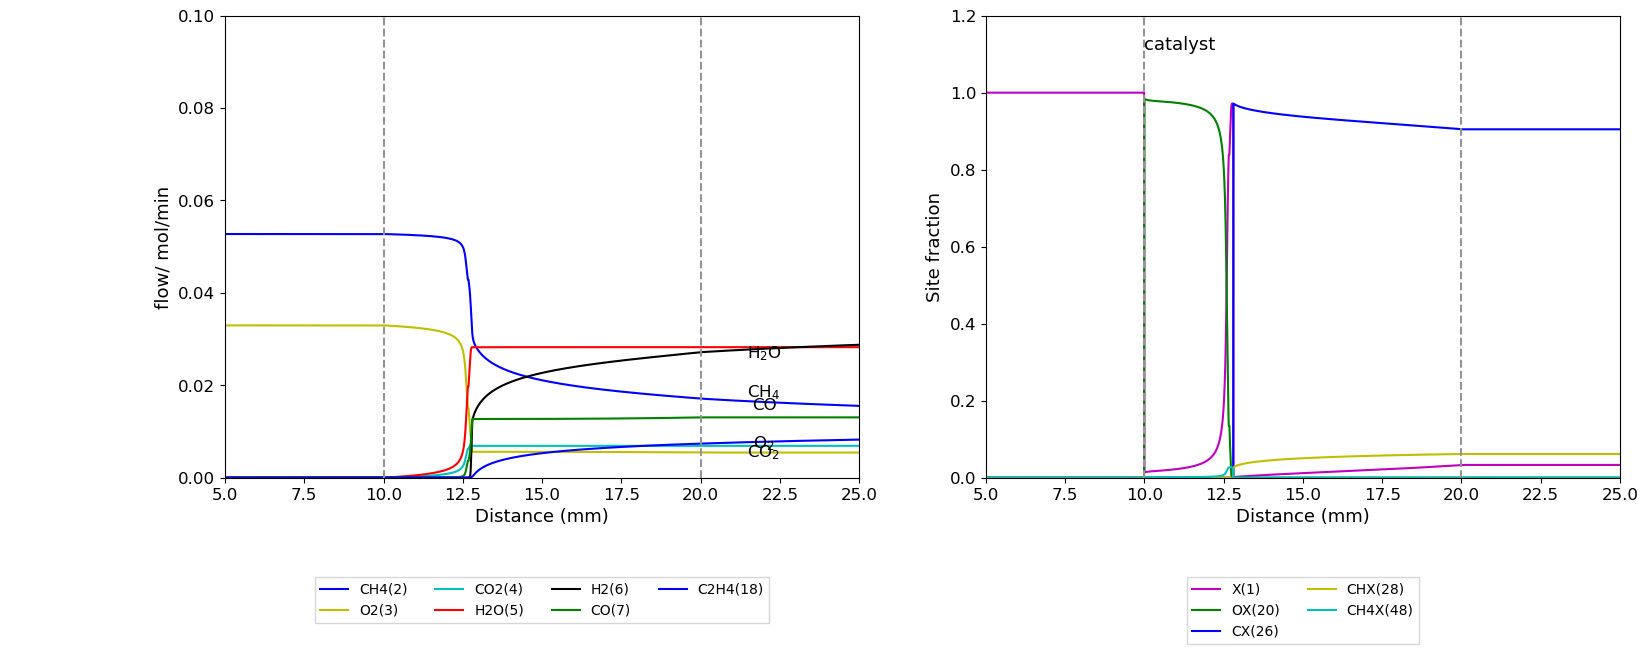 0.10
0.08
0.06
0.04
0.02
0.00
flow/ mol/min
H₂O
CH₄
CO
O₂
CO₂
5.0 7.5 10.0 12.5 15.0 17.5 20.0 22.5 25.0
Distance (mm)
CH4(2) CO2(4) H2(6) C2H4(18)
O2(3) H2O(5) CO(7)
1.2
1.0
0.8
0.6
0.4
0.2
0.0
Site fraction
catalyst
5.0 7.5 10.0 12.5 15.0 17.5 20.0 22.5 25.0
Distance (mm)
X(1) CHX(28)
OX(20) CH4X(48)
CX(26)